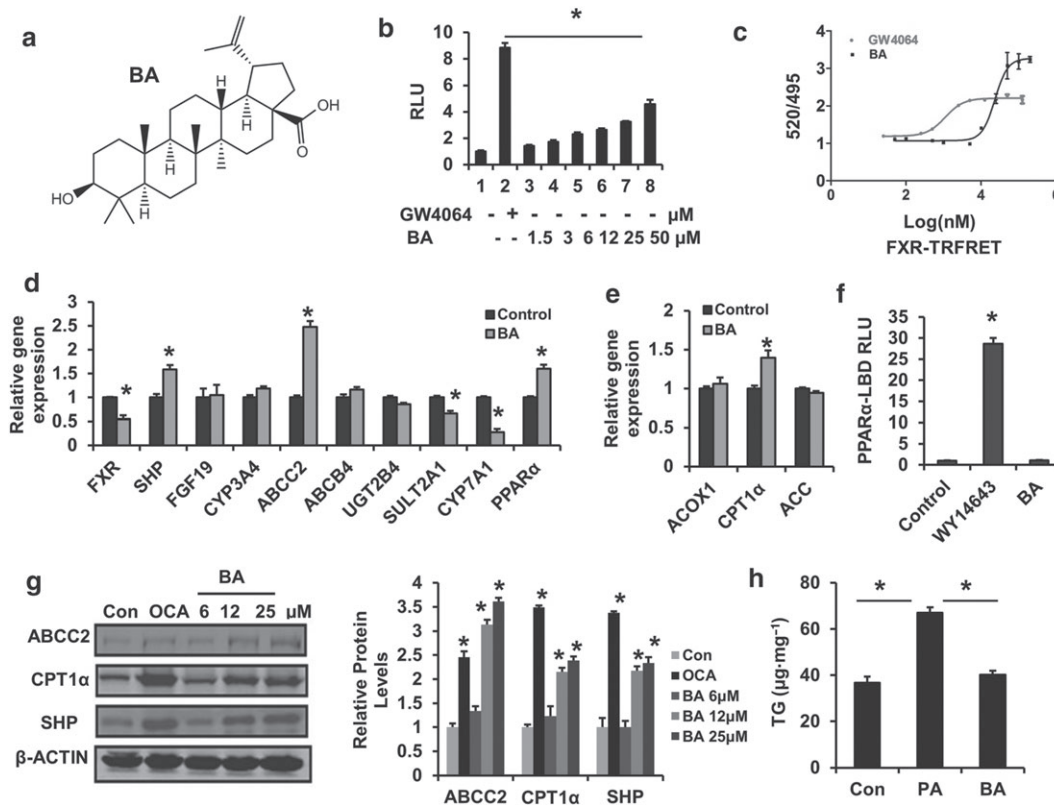 a
BA
HO
H
H
H
H
OH
O
b
*
RLU
10
8
6
4
2
0
1 2 3 4 5 6 7 8
GW4064 - + - - - - - - μM
BA - - 1.5 3 6 12 25 50 μM
c
GW4064
BA
520/495
4
3
2
1
0 2 4 6
Log(nM)
FXR-TRFRET
d
Relative gene
expression
3
2.5
2
1.5
1
0.5
0
Control
BA
* * * * * *
FXR
SHP
FGF19
CYP3A4
ABCC2
ABCB4
UGT2B4
SULT2A1
CYP7A1
PPARα
e
Relative gene
expression
2
1.5
1
0.5
0
Control
BA
*
ACOX1
CPT1α
ACC
f
PPARα-LBD RLU
35
30
25
20
15
10
5
0
*
Control
WY14643
BA
g
BA
Con OCA 6 12 25 μM
ABCC2
CPT1α
SHP
β-ACTIN
Relative Protein
Levels
4
3.5
3
2.5
2
1.5
1
0.5
0
* * * * * * * * *
Con
OCA
BA 6μM
BA 12μM
BA 25μM
ABCC2 CPT1α SHP
h
TG (μg·mg⁻¹)
80
60
40
20
0
* *
Con PA BA